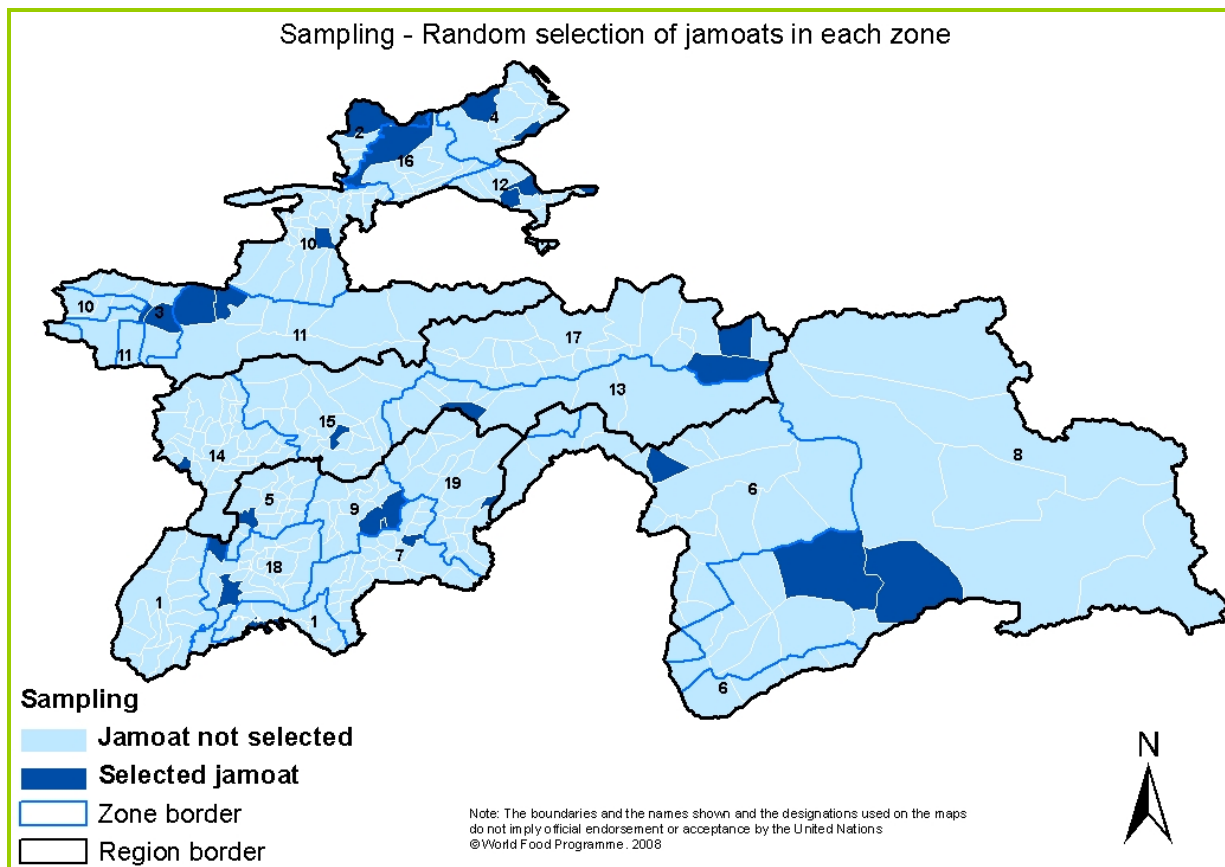 Sampling - Random selection of jamoats in each zone
2
4
16
12
10
10
3
11
11
17
13
15
14
8
6
19
5
9
7
18
1
1
6
Sampling
Jamoat not selected
Selected jamoat
Zone border
Region border
Note: The boundaries and the names shown and the designations used on the maps
do not imply official endorsement or acceptance by the United Nations
©World Food Programme. 2008
N